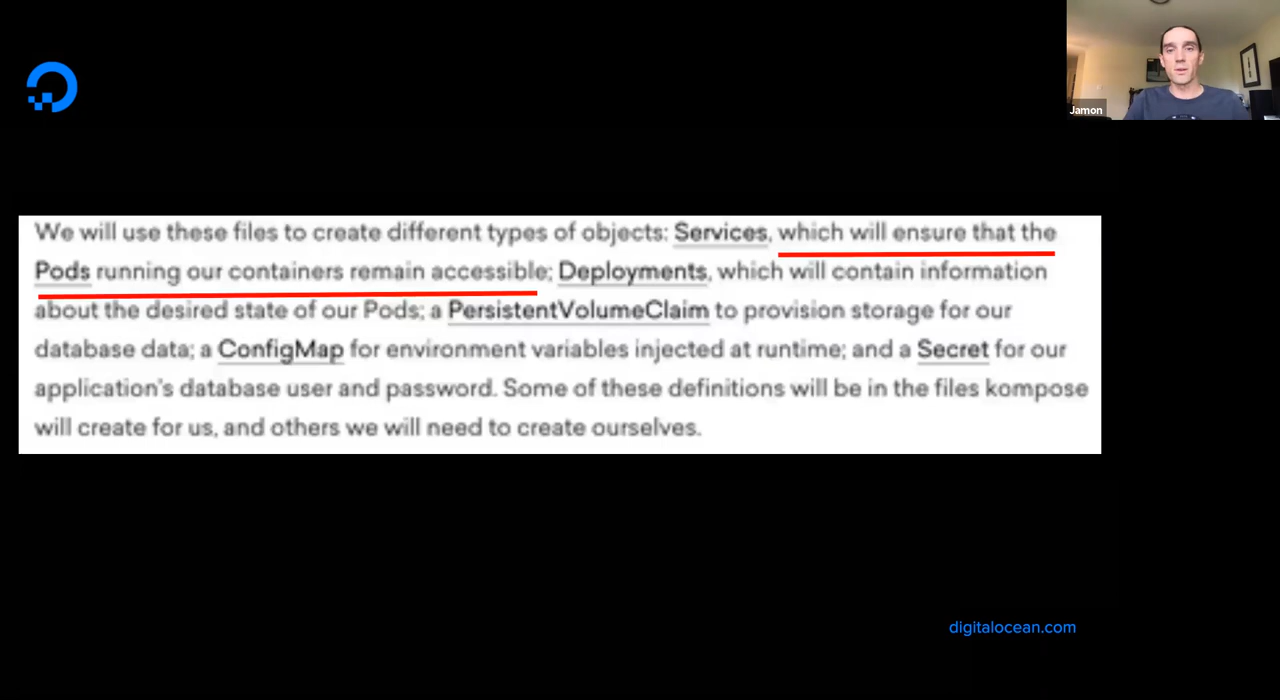 Jamon
We will use these files to create different types of objects: Services, which will ensure that the
Pods running our containers remain accessible; Deployments, which will contain information
about the desired state of our Pods; a PersistentVolumeClaim to provision storage for our
database data; a ConfigMap for environment variables injected at runtime; and a Secret for our
application's database user and password. Some of these definitions will be in the files kompose
will create for us, and others we will need to create ourselves.
digitalocean.com